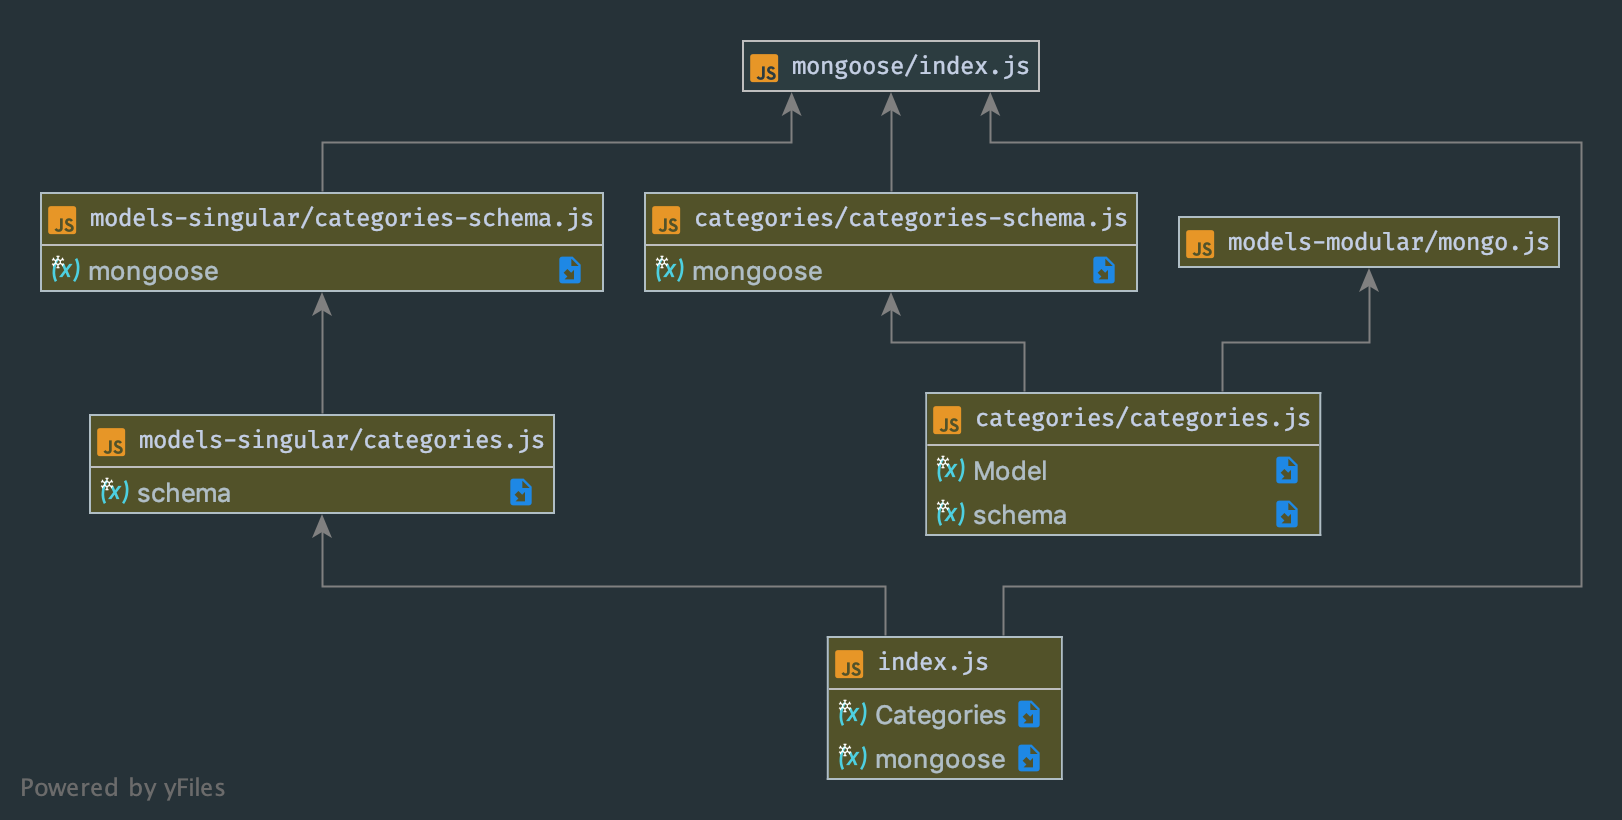 JS mongoose/index.js
JS models-singular/categories-schema.js
(x) mongoose
JS categories/categories-schema.js
(x) mongoose
JS models-modular/mongo.js
JS models-singular/categories.js
(x) schema
JS categories/categories.js
(x) Model
(x) schema
JS index.js
(x) Categories
(x) mongoose
Powered by yFiles